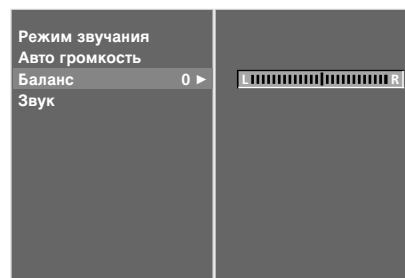 Режим звучания
Авто громкость
Баланс 0 ►
L R
Звук